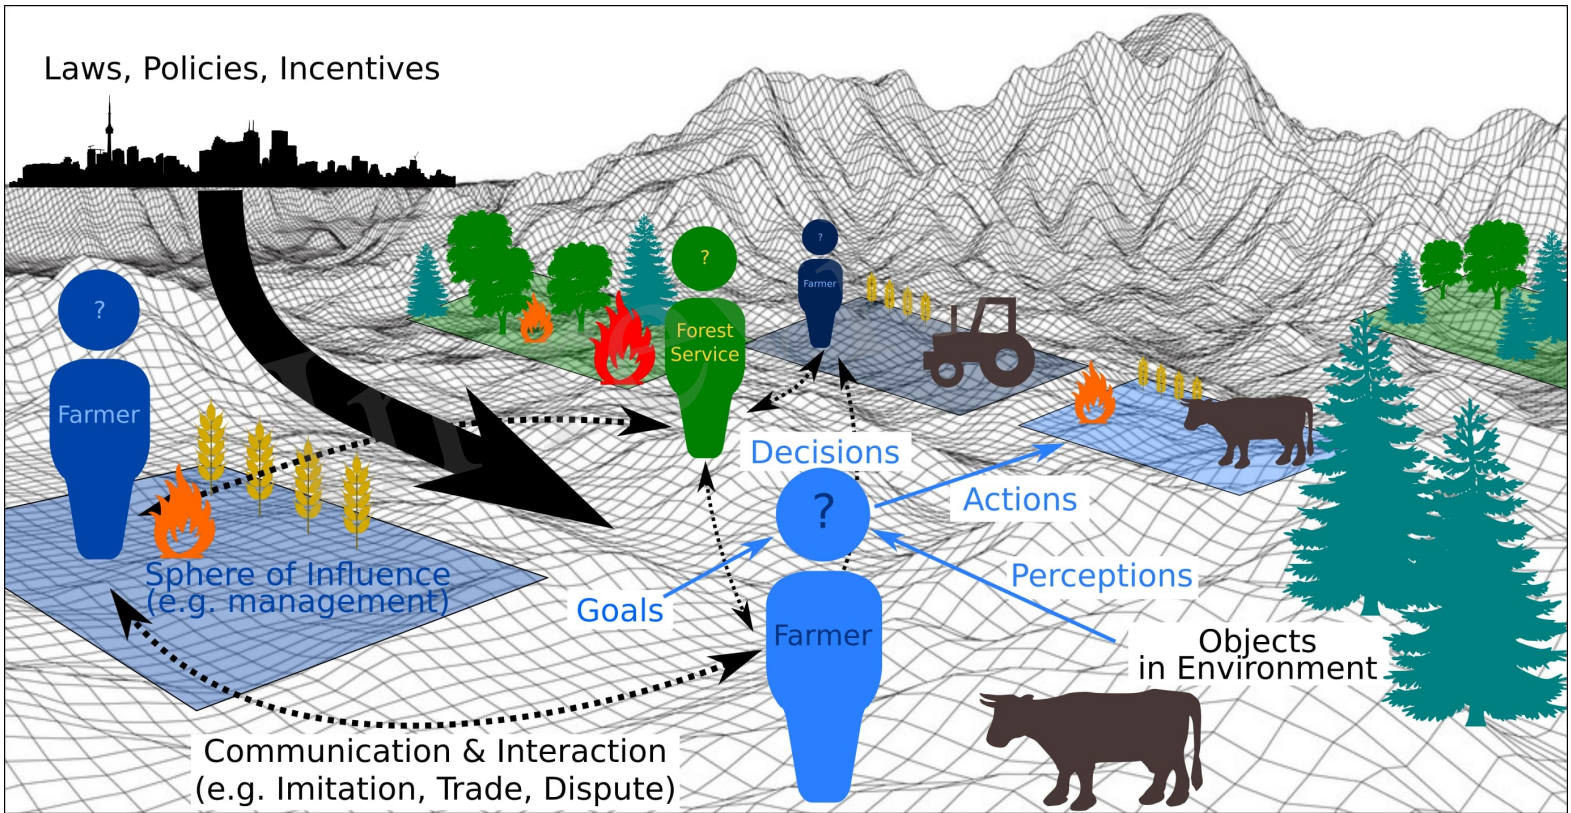 Laws, Policies, Incentives
?
?
?
Farmer
Forest
Service
Farmer
Decisions
?
Actions
Sphere of Influence
(e.g. management)
Goals
Perceptions
Farmer
Objects
in Environment
Communication & Interaction
(e.g. Imitation, Trade, Dispute)